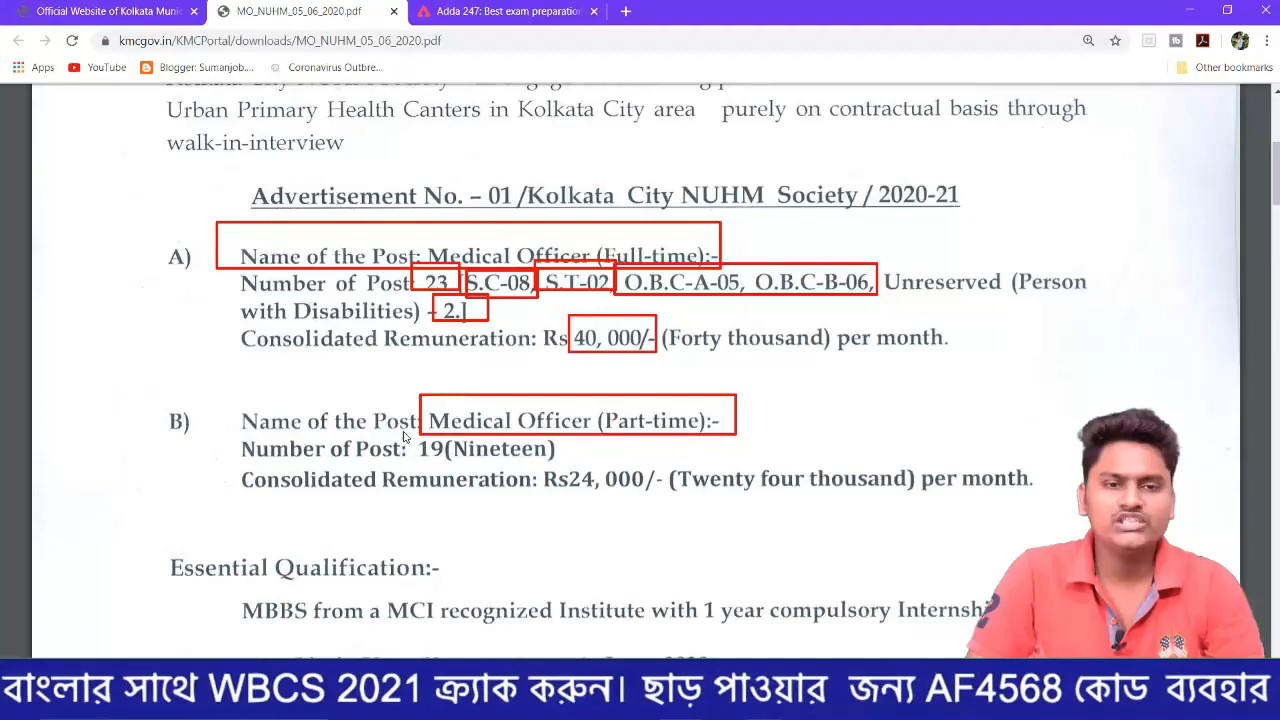 Official Website of Kolkata Munic
MO_NUHM_05_06_2020.pdf
Adda 247: Best exam preparation
kmcgov.in/KMCPortal/downloads/MO_NUHM_05_06_2020.pdf
Apps
YouTube
Blogger: Sumanjob....
Coronavirus Outbre...
Other bookmarks
Urban Primary Health Canters in Kolkata City area purely on contractual basis through
walk-in-interview
Advertisement No. – 01 /Kolkata City NUHM Society / 2020-21
A) Name of the Post: Medical Officer (Full-time):-
Number of Post: 23 [S.C-08, S.T-02, O.B.C-A-05, O.B.C-B-06, Unreserved (Person
with Disabilities) – 2.]
Consolidated Remuneration: Rs 40, 000/- (Forty thousand) per month.
B) Name of the Post: Medical Officer (Part-time):-
Number of Post: 19(Nineteen)
Consolidated Remuneration: Rs24, 000/- (Twenty four thousand) per month.
Essential Qualification:-
MBBS from a MCI recognized Institute with 1 year compulsory Internshi
বাংলার সাথে WBCS 2021 ক্র্যাক করুন। ছাড় পাওয়ার জন্য AF4568 কোড ব্যবহার